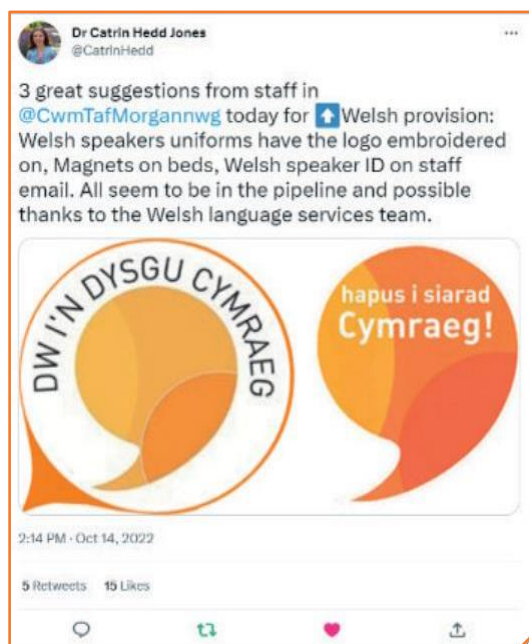 Dr Catrin Hedd Jones
@CatrinHedd
3 great suggestions from staff in
@CwmTafMorgannwg today for ⬆️Welsh provision:
Welsh speakers uniforms have the logo embroidered
on, Magnets on beds, Welsh speaker ID on staff
email. All seem to be in the pipeline and possible
thanks to the Welsh language services team.
DW I'N DYSGU CYMRAEG
hapus i siarad
Cymraeg!
2:14 PM · Oct 14, 2022
5 Retweets 15 Likes